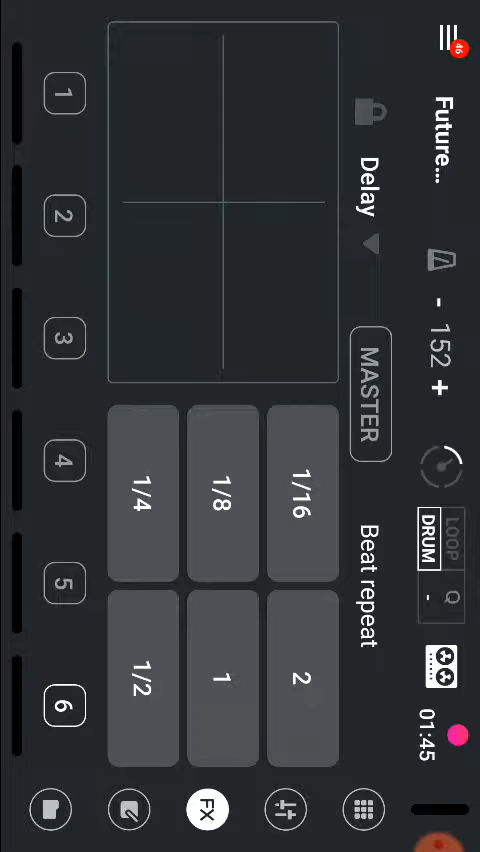 46
Future...
- 152 +
LOOP
DRUM
Q
-
01:45
Delay
MASTER
Beat repeat
1/16
2
1/8
1
1/4
1/2
1
2
3
4
5
6
FX